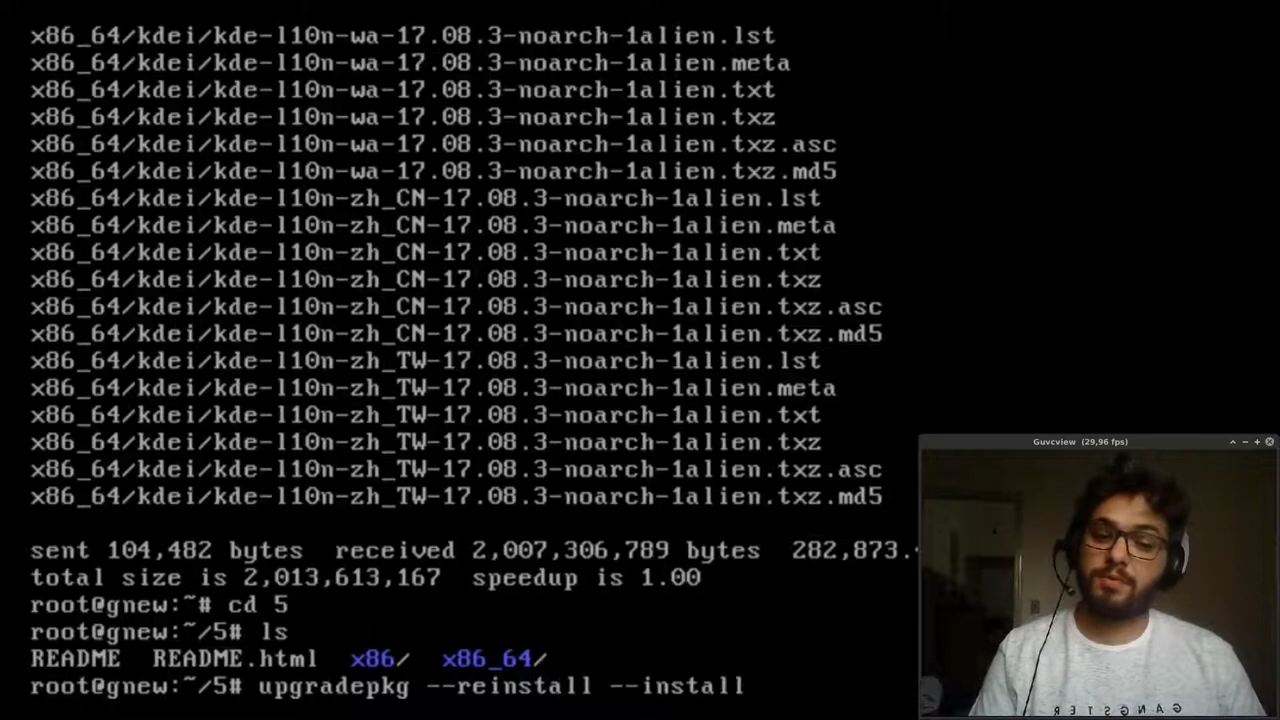 x86_64/kdei/kde-l10n-wa-17.08.3-noarch-1alien.lst
x86_64/kdei/kde-l10n-wa-17.08.3-noarch-1alien.meta
x86_64/kdei/kde-l10n-wa-17.08.3-noarch-1alien.txt
x86_64/kdei/kde-l10n-wa-17.08.3-noarch-1alien.txz
x86_64/kdei/kde-l10n-wa-17.08.3-noarch-1alien.txz.asc
x86_64/kdei/kde-l10n-wa-17.08.3-noarch-1alien.txz.md5
x86_64/kdei/kde-l10n-zh_CN-17.08.3-noarch-1alien.lst
x86_64/kdei/kde-l10n-zh_CN-17.08.3-noarch-1alien.meta
x86_64/kdei/kde-l10n-zh_CN-17.08.3-noarch-1alien.txt
x86_64/kdei/kde-l10n-zh_CN-17.08.3-noarch-1alien.txz
x86_64/kdei/kde-l10n-zh_CN-17.08.3-noarch-1alien.txz.asc
x86_64/kdei/kde-l10n-zh_CN-17.08.3-noarch-1alien.txz.md5
x86_64/kdei/kde-l10n-zh_TW-17.08.3-noarch-1alien.lst
x86_64/kdei/kde-l10n-zh_TW-17.08.3-noarch-1alien.meta
x86_64/kdei/kde-l10n-zh_TW-17.08.3-noarch-1alien.txt
x86_64/kdei/kde-l10n-zh_TW-17.08.3-noarch-1alien.txz
x86_64/kdei/kde-l10n-zh_TW-17.08.3-noarch-1alien.txz.asc
x86_64/kdei/kde-l10n-zh_TW-17.08.3-noarch-1alien.txz.md5
sent 104,482 bytes  received 2,007,306,789 bytes  282,873.
total size is 2,013,613,167  speedup is 1.00
root@gnew:~# cd 5
root@gnew:~/5# ls
README  README.html  x86/  x86_64/
root@gnew:~/5# upgradepkg --reinstall --install
Guvcview (29,96 fps)
GANGSTER